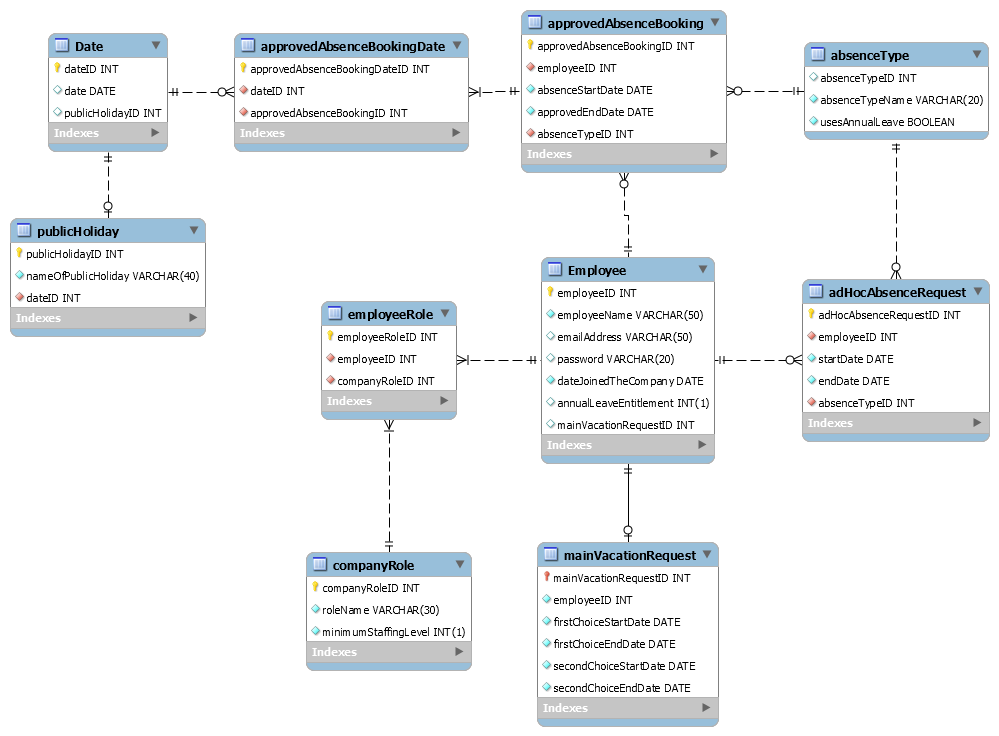 Date
dateID INT
date DATE
publicHolidayID INT
Indexes
approvedAbsenceBookingDate
approvedAbsenceBookingDateID INT
dateID INT
approvedAbsenceBookingID INT
Indexes
approvedAbsenceBooking
approvedAbsenceBookingID INT
employeeID INT
absenceStartDate DATE
approvedEndDate DATE
absenceTypeID INT
Indexes
absenceType
absenceTypeID INT
absenceTypeName VARCHAR(20)
usesAnnualLeave BOOLEAN
publicHoliday
publicHolidayID INT
nameOfPublicHoliday VARCHAR(40)
dateID INT
Indexes
employeeRole
employeeRoleID INT
employeeID INT
companyRoleID INT
Indexes
Employee
employeeID INT
employeeName VARCHAR(50)
emailAddress VARCHAR(50)
password VARCHAR(20)
dateJoinedTheCompany DATE
annualLeaveEntitlement INT(1)
mainVacationRequestID INT
Indexes
adHocAbsenceRequest
adHocAbsenceRequestID INT
employeeID INT
startDate DATE
endDate DATE
absenceTypeID INT
Indexes
companyRole
companyRoleID INT
roleName VARCHAR(30)
minimumStaffingLevel INT(1)
Indexes
mainVacationRequest
mainVacationRequestID INT
employeeID INT
firstChoiceStartDate DATE
firstChoiceEndDate DATE
secondChoiceStartDate DATE
secondChoiceEndDate DATE
Indexes